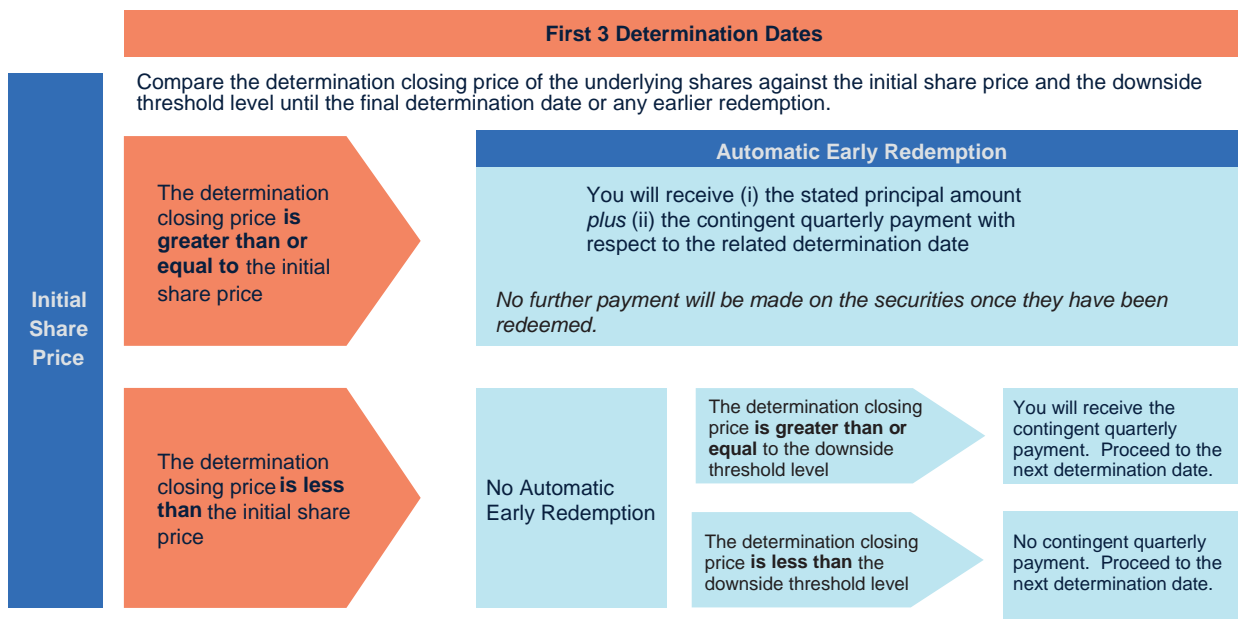 First 3 Determination Dates
Compare the determination closing price of the underlying shares against the initial share price and the downside
threshold level until the final determination date or any earlier redemption.
Initial
Share
Price
The determination
closing price is
greater than or
equal to the initial
share price
Automatic Early Redemption
You will receive (i) the stated principal amount
plus (ii) the contingent quarterly payment with
respect to the related determination date
No further payment will be made on the securities once they have been
redeemed.
The determination
closing price is less
than the initial share
price
No Automatic
Early Redemption
The determination closing
price is greater than or
equal to the downside
threshold level
You will receive the
contingent quarterly
payment. Proceed to the
next determination date.
The determination closing
price is less than the
downside threshold level
No contingent quarterly
payment. Proceed to the
next determination date.